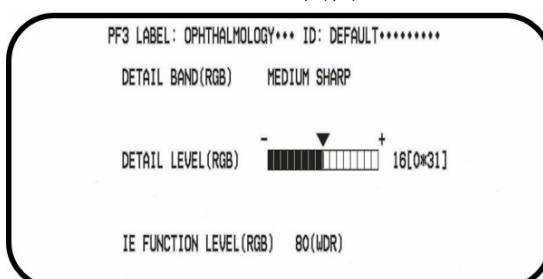 PF3 LABEL: OPHTHALMOLOGY••• ID: DEFAULT•••••••••
DETAIL BAND(RGB) MEDIUM SHARP
- +
DETAIL LEVEL(RGB) 16[0*31]
IE FUNCTION LEVEL(RGB) 80(WDR)